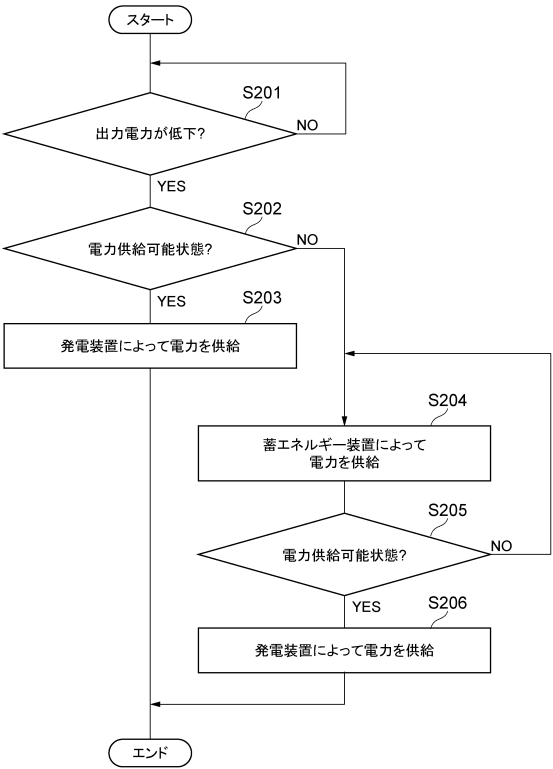 スタート
S201
出力電力が低下?
NO
YES
S202
電力供給可能状態?
NO
YES
S203
発電装置によって電力を供給
S204
蓄エネルギー装置によって
電力を供給
S205
電力供給可能状態?
NO
YES
S206
発電装置によって電力を供給
エンド